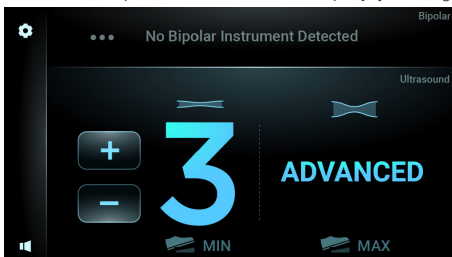 Bipolar
No Bipolar Instrument Detected
Ultrasound
+
3
ADVANCED
−
MIN
MAX